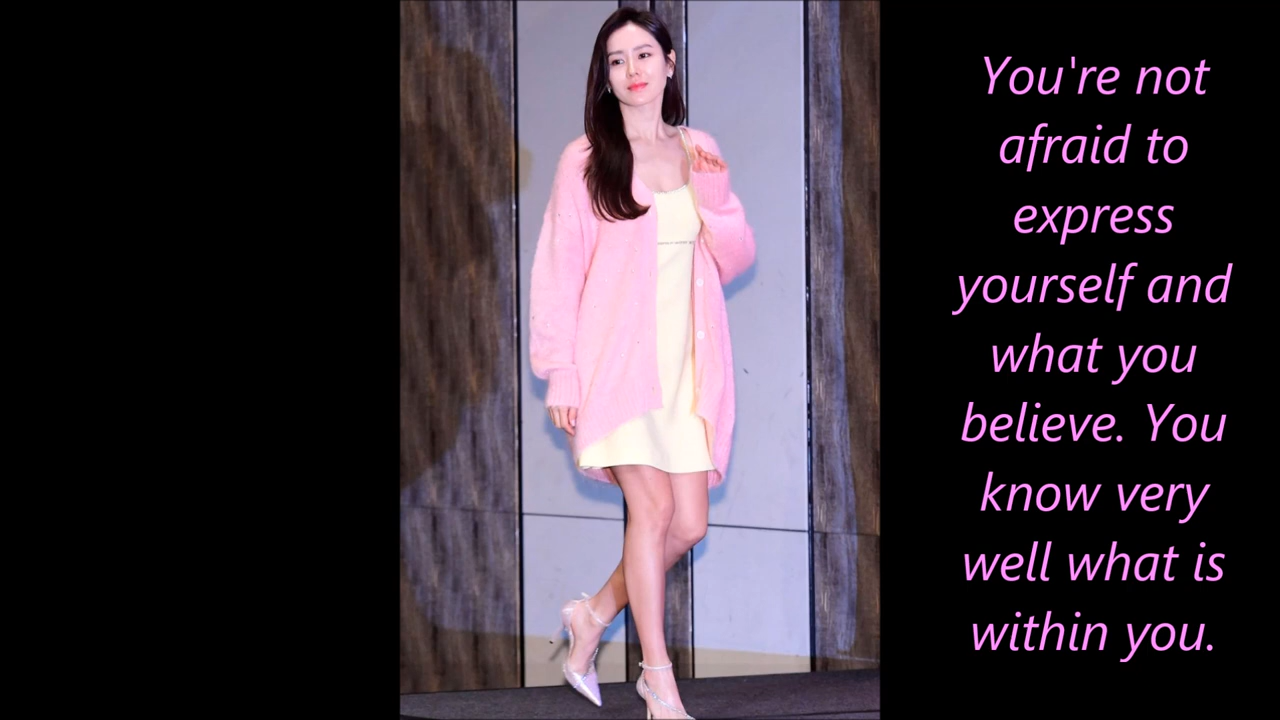 You're not
afraid to
express
yourself and
what you
believe. You
know very
well what is
within you.